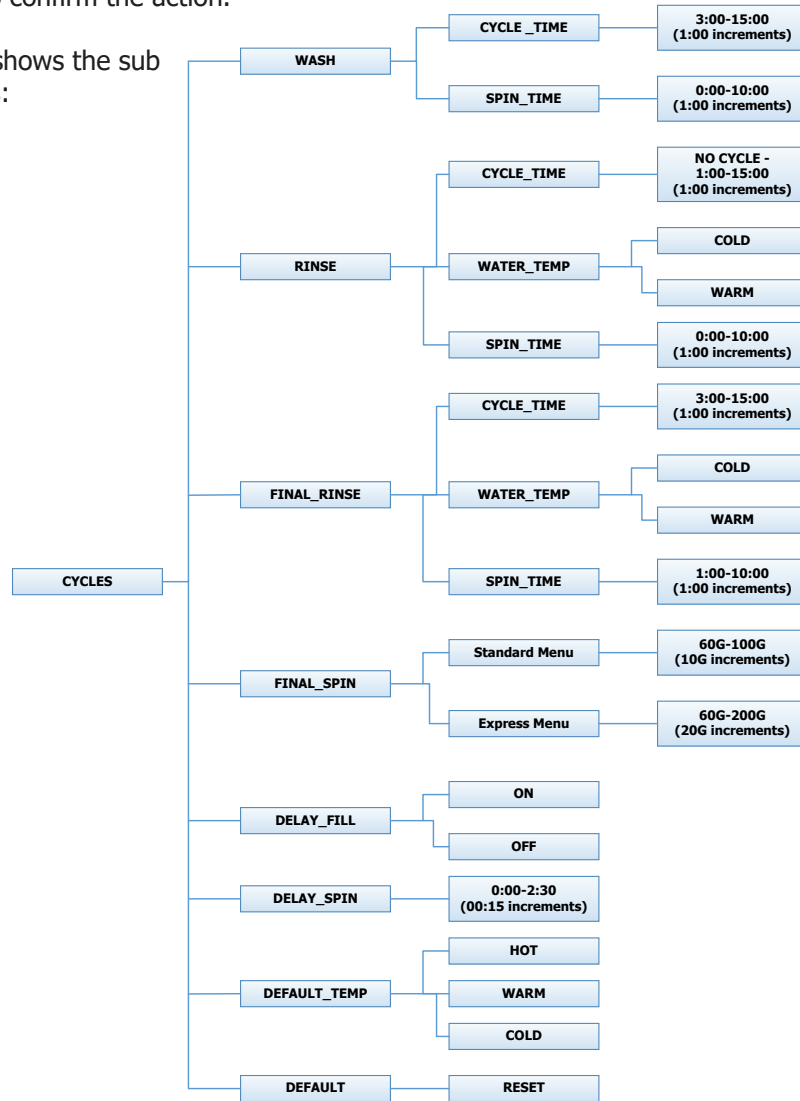 confirm the action.
shows the sub
:
CYCLES
WASH
CYCLE _TIME
3:00-15:00
(1:00 increments)
SPIN_TIME
0:00-10:00
(1:00 increments)
RINSE
CYCLE_TIME
NO CYCLE -
1:00-15:00
(1:00 increments)
WATER_TEMP
COLD
WARM
SPIN_TIME
0:00-10:00
(1:00 increments)
FINAL_RINSE
CYCLE_TIME
3:00-15:00
(1:00 increments)
WATER_TEMP
COLD
WARM
SPIN_TIME
1:00-10:00
(1:00 increments)
FINAL_SPIN
Standard Menu
60G-100G
(10G increments)
Express Menu
60G-200G
(20G increments)
DELAY_FILL
ON
OFF
DELAY_SPIN
0:00-2:30
(00:15 increments)
DEFAULT_TEMP
HOT
WARM
COLD
DEFAULT
RESET